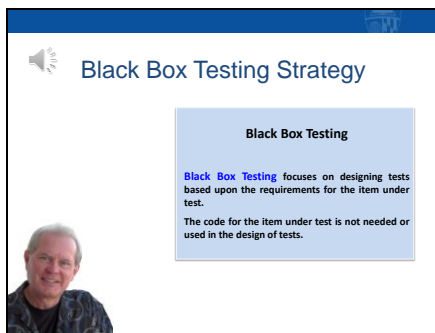 Black Box Testing Strategy
Black Box Testing
Black Box Testing focuses on designing tests
based upon the requirements for the item under
test.
The code for the item under test is not needed or
used in the design of tests.